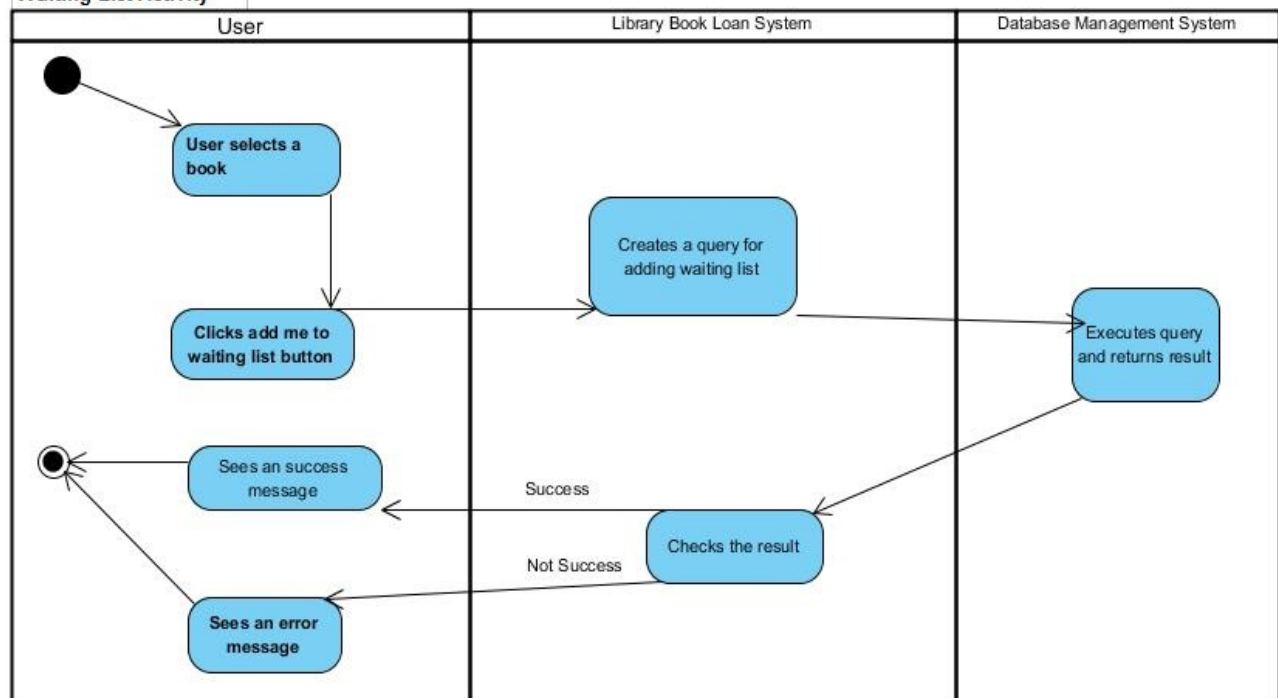 User
Library Book Loan System
Database Management System
User selects a
book
Creates a query for
adding waiting list
Clicks add me to
waiting list button
Executes query
and returns result
Sees an success
message
Success
Checks the result
Not Success
Sees an error
message